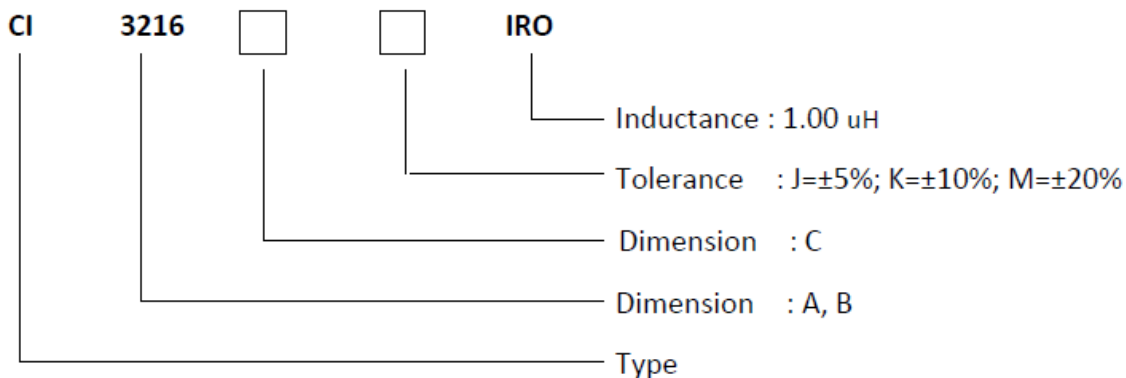 CI 3216 IRO
Inductance : 1.00 uH
Tolerance : J=±5%; K=±10%; M=±20%
Dimension : C
Dimension : A, B
Type